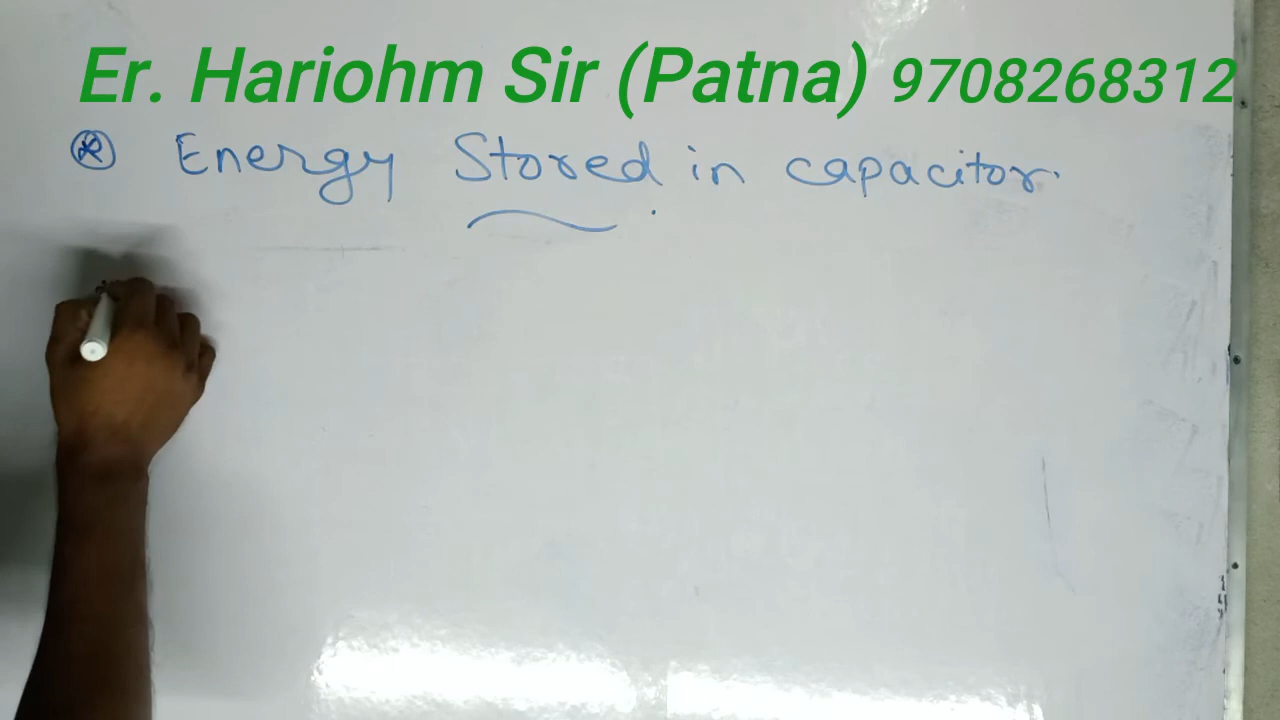 Er. Hariohm Sir (Patna) 9708268312
Energy Stored in capacitor.